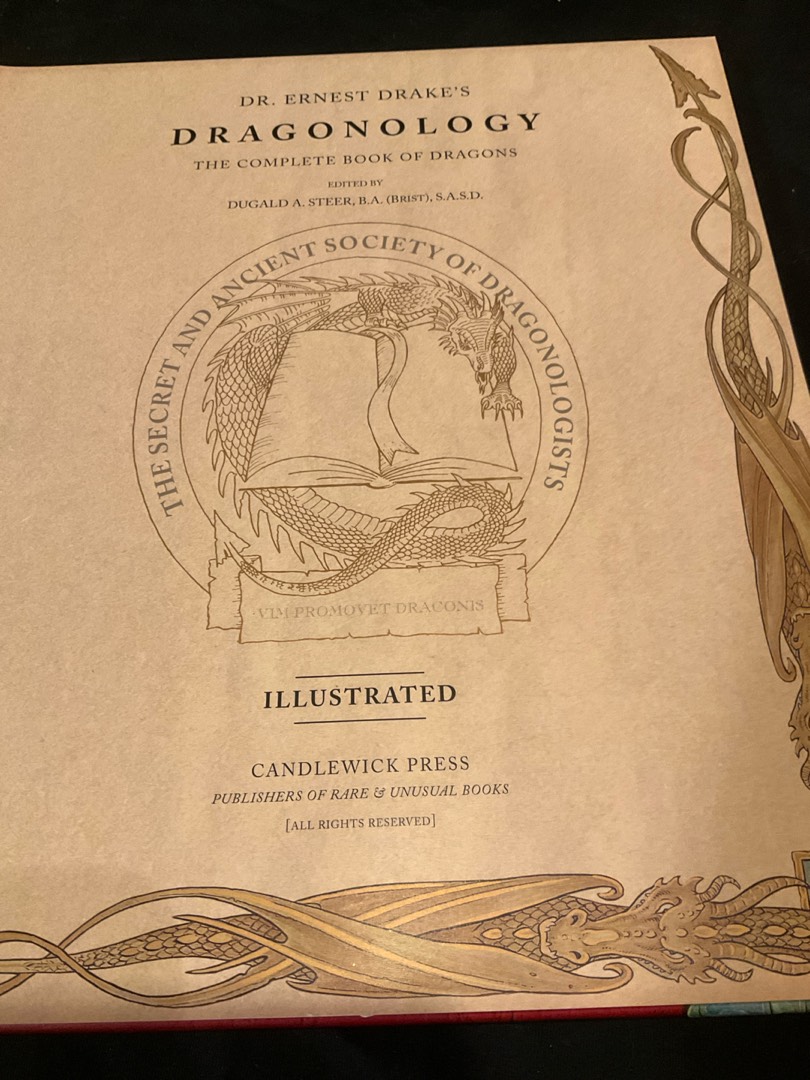 DR. ERNEST DRAKE'S
DRAGONOLOGY
THE COMPLETE BOOK OF DRAGONS
EDITED BY
DUGALD A. STEER, B.A. (BRIST), S.A.S.D.
THE SECRET AND ANCIENT SOCIETY OF DRAGONOLOGISTS
·VIM PROMOVET DRACONIS
ILLUSTRATED
CANDLEWICK PRESS
PUBLISHERS OF RARE & UNUSUAL BOOKS
[ALL RIGHTS RESERVED]